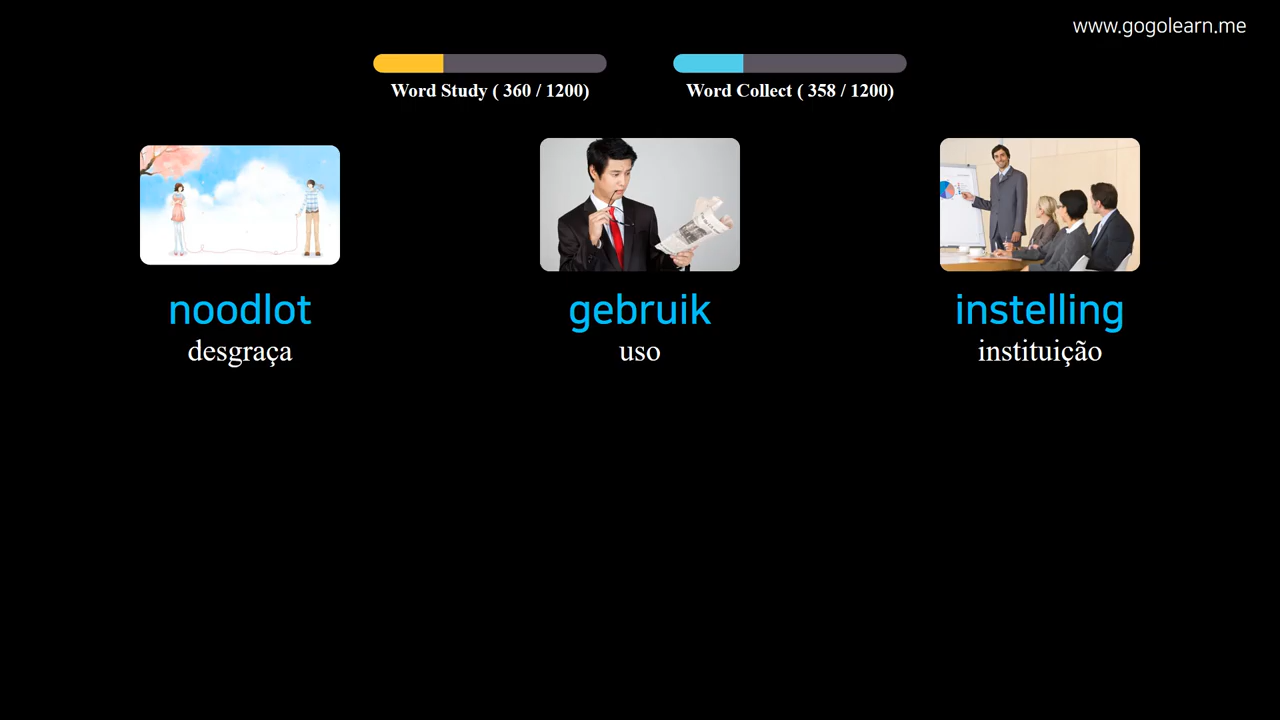 www.gogolearn.me
Word Study ( 360 / 1200)
Word Collect ( 358 / 1200)
noodlot
gebruik
instelling
desgraça
uso
instituição